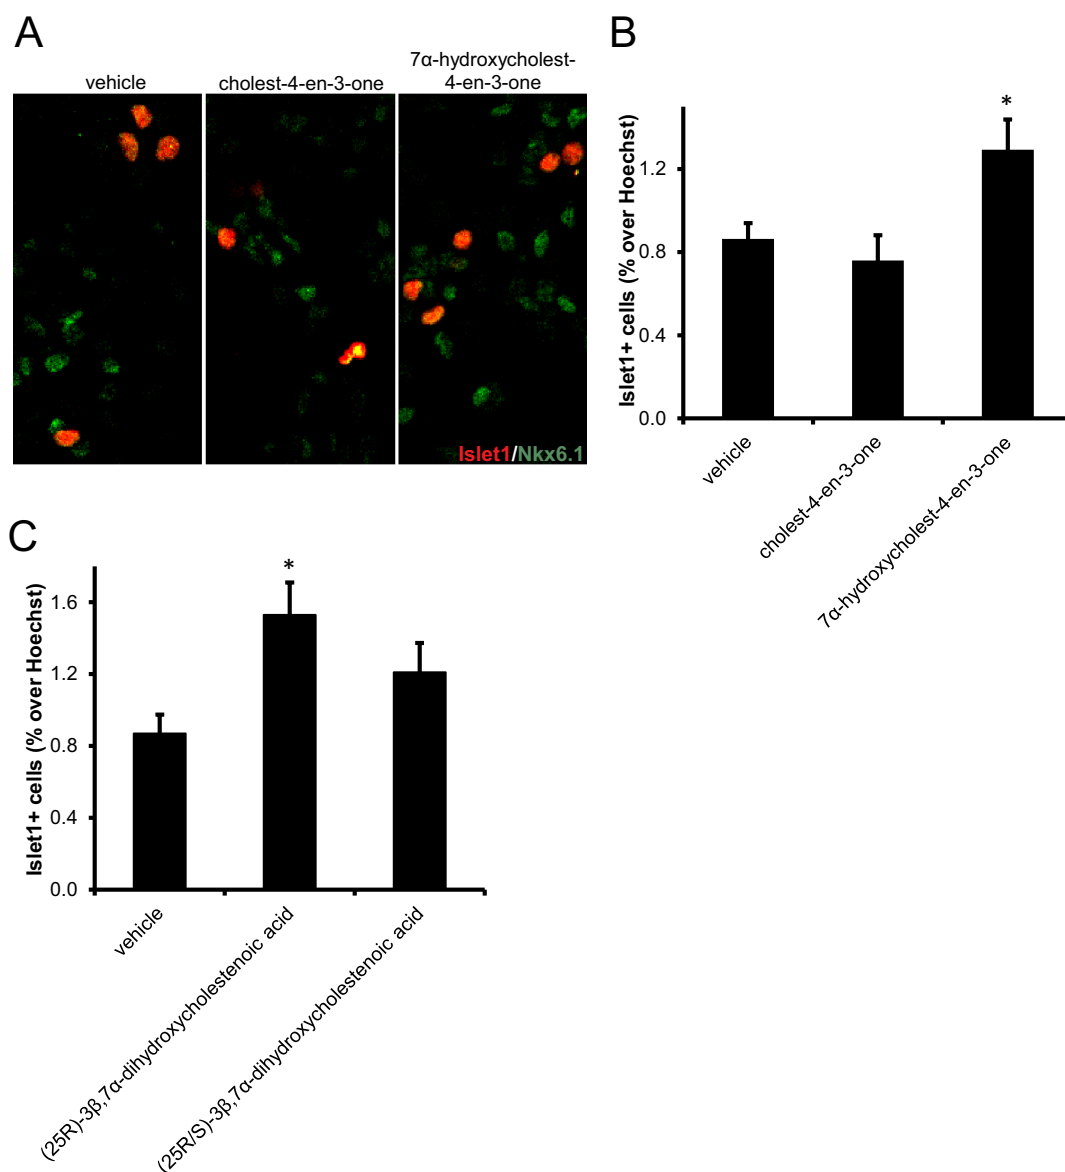 A
vehicle
cholest-4-en-3-one
7α-hydroxycholest-
4-en-3-one
Islet1/Nkx6.1
B
Islet1+ cells (% over Hoechst)
1.2
0.8
0.4
0.0
*
vehicle
cholest-4-en-3-one
7α-hydroxycholest-4-en-3-one
C
Islet1+ cells (% over Hoechst)
1.6
1.2
0.8
0.4
0.0
*
vehicle
(25R)-3β,7α-dihydroxycholestenoic acid
(25R/S)-3β,7α-dihydroxycholestenoic acid